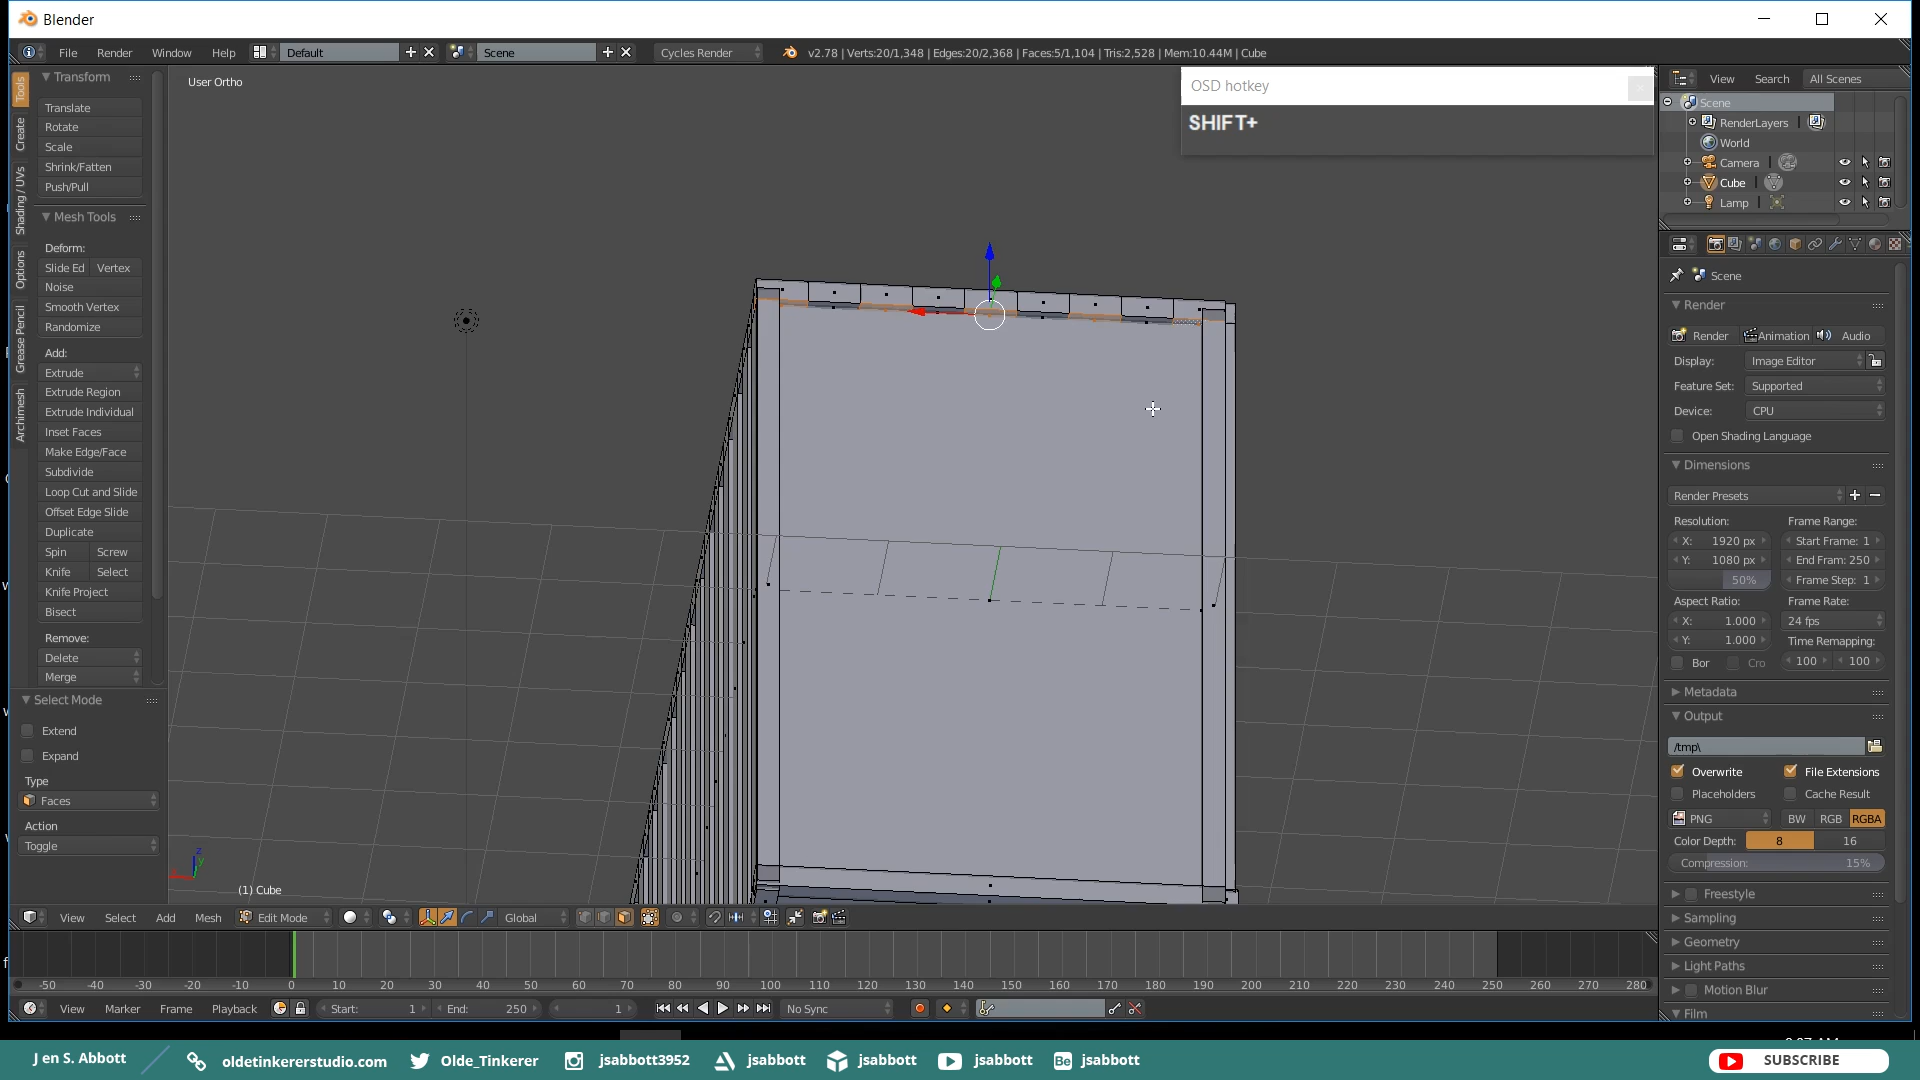 Blender
File Render Window Help Default Scene Cycles Render v2.78 | Verts:20/1,348 | Edges:20/2,368 | Faces:5/1,104 | Tris:2,528 | Mem:10.44M | Cube
User Ortho
OSD hotkey
SHIFT+
Tools
Create
Shading / UVs
Options
Grease Pencil
Archimesh
Transform
Translate
Rotate
Scale
Shrink/Fatten
Push/Pull
Mesh Tools
Deform:
Slide Ed Vertex
Noise
Smooth Vertex
Randomize
Add:
Extrude
Extrude Region
Extrude Individual
Inset Faces
Make Edge/Face
Subdivide
Loop Cut and Slide
Offset Edge Slide
Duplicate
Spin Screw
Knife Select
Knife Project
Bisect
Remove:
Delete
Merge
Select Mode
Extend
Expand
Type
Faces
Action
Toggle
z
y
(1) Cube
View Select Add Mesh Edit Mode Global
View Search All Scenes
Scene
RenderLayers
World
Camera
Cube
Lamp
Scene
Render
Render Animation Audio
Display: Image Editor
Feature Set: Supported
Device: CPU
Open Shading Language
Dimensions
Render Presets
Resolution: Frame Range:
X: 1920 px Start Frame: 1
Y: 1080 px End Fram: 250
50% Frame Step: 1
Aspect Ratio: Frame Rate:
X: 1.000 24 fps
Y: 1.000 Time Remapping:
Bor Cro 100 100
Metadata
Output
/tmp\
Overwrite File Extensions
Placeholders Cache Result
PNG BW RGB RGBA
Color Depth: 8 16
Compression: 15%
Freestyle
Sampling
Geometry
Light Paths
Motion Blur
Film
-50 -40 -30 -20 -10 0 10 20 30 40 50 60 70 80 90 100 110 120 130 140 150 160 170 180 190 200 210 220 230 240 250 260 270 280
View Marker Frame Playback Start: 1 End: 250 1 No Sync
J en S. Abbott oldetinkererstudio.com Olde_Tinkerer jsabbott3952 jsabbott jsabbott jsabbott Be jsabbott SUBSCRIBE